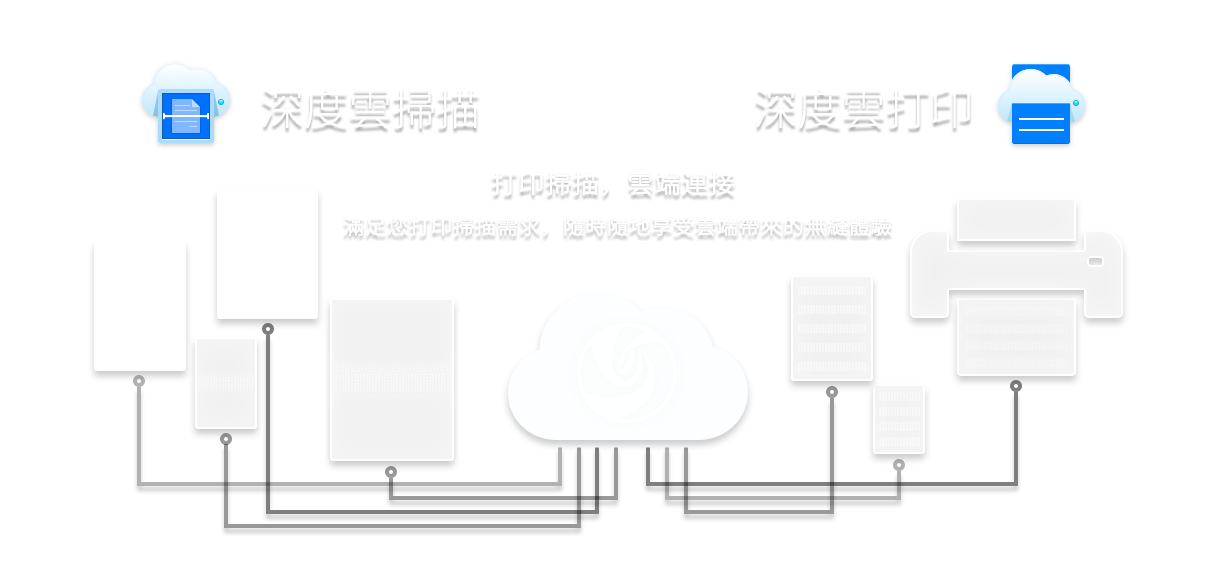 深度雲掃描
深度雲打印
打印掃描，雲端連接
滿足您打印掃描需求，隨時隨地享受雲端帶來的無縫體驗